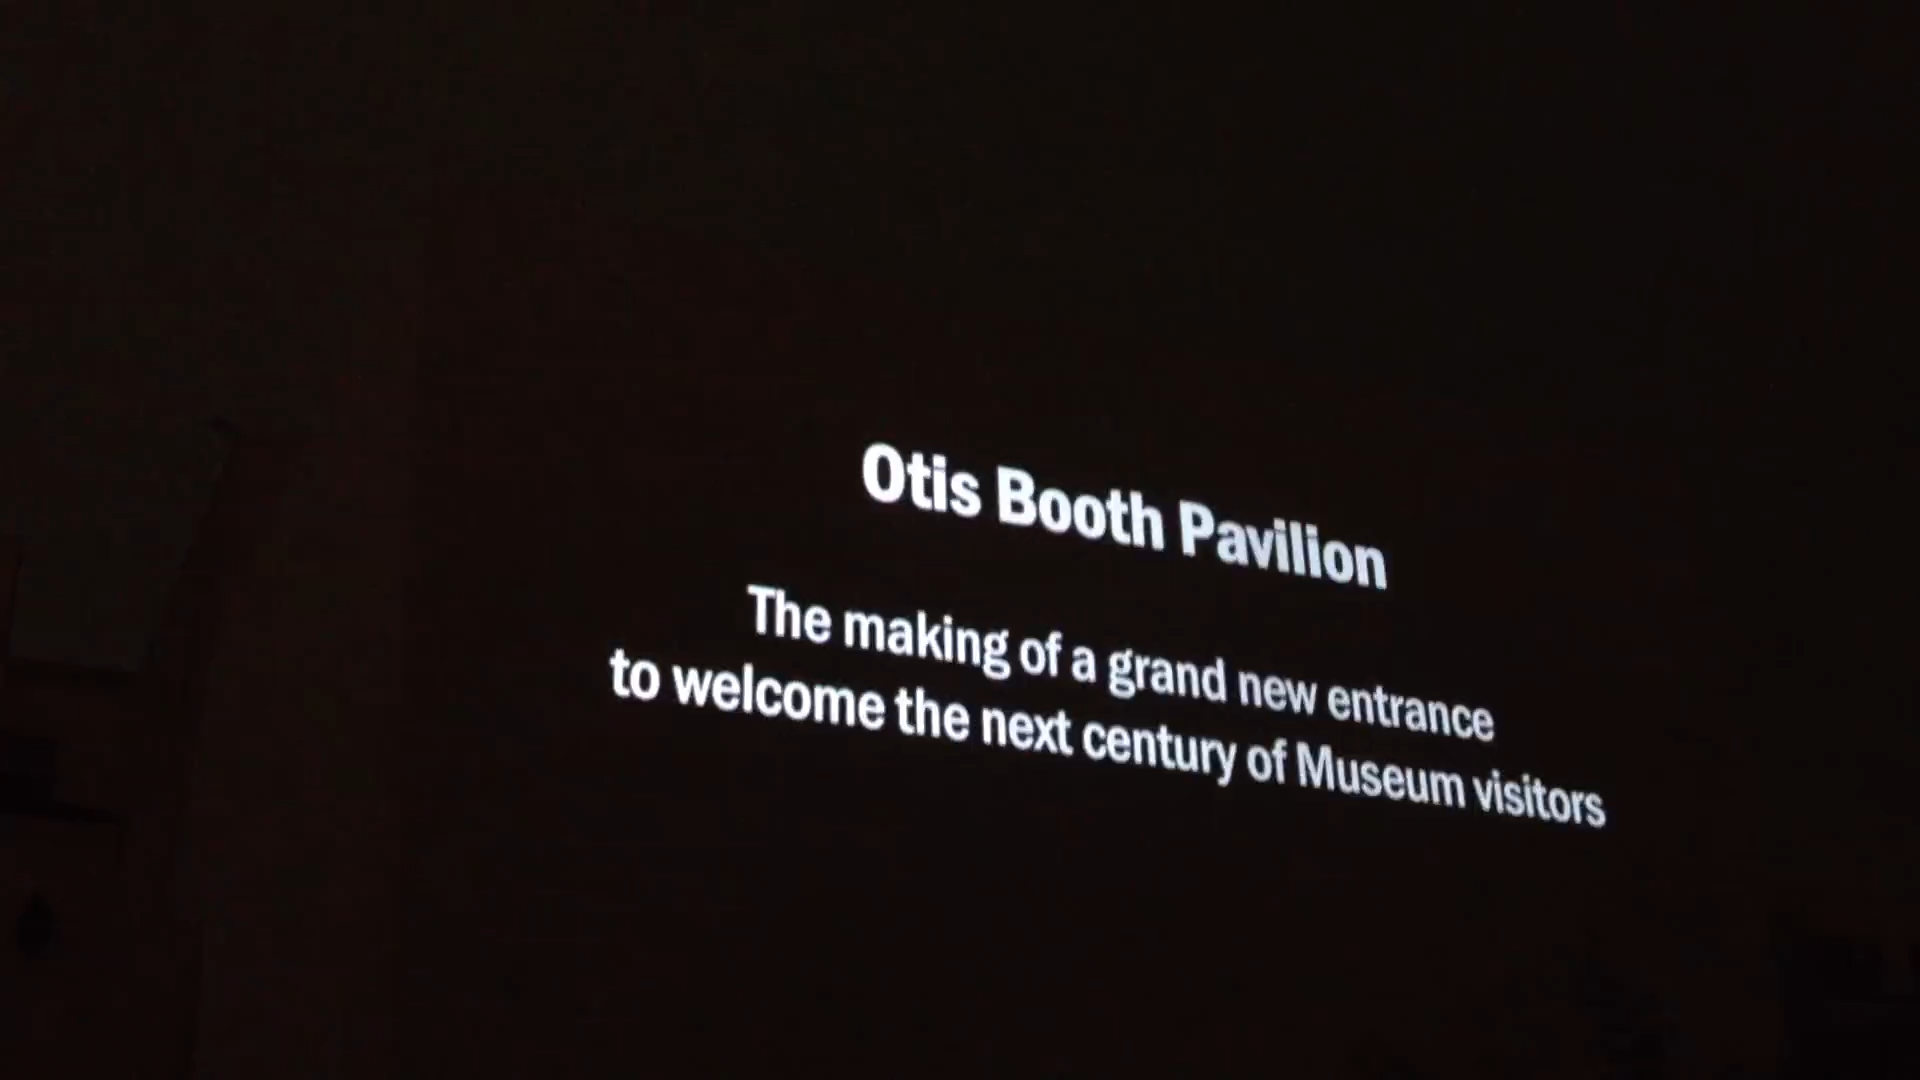 Otis Booth Pavilion
The making of a grand new entrance
to welcome the next century of Museum visitors